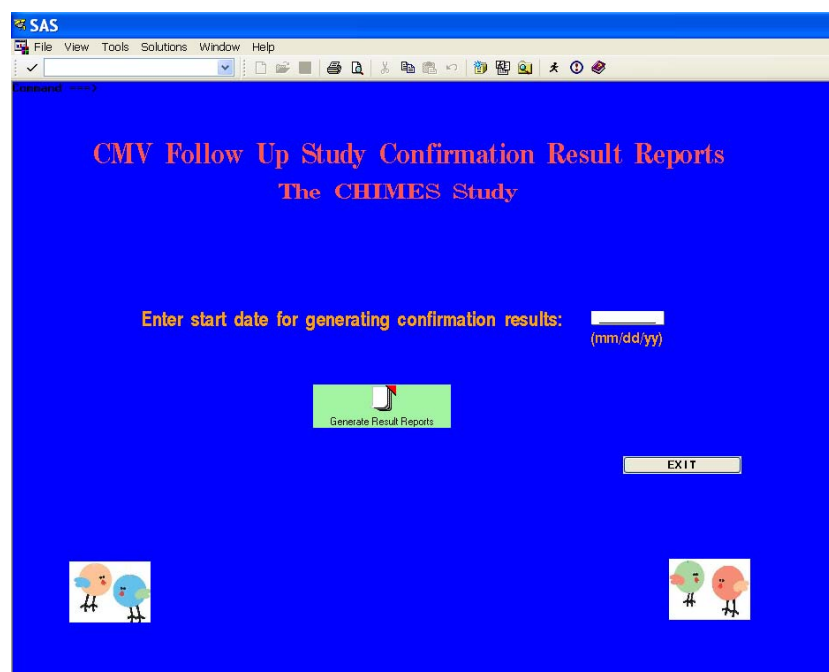 SAS
File View Tools Solutions Window Help
Command ===>
CMV Follow Up Study Confirmation Result Reports
The CHIMES Study
Enter start date for generating confirmation results:
(mm/dd/yy)
Generate Result Reports
EXIT